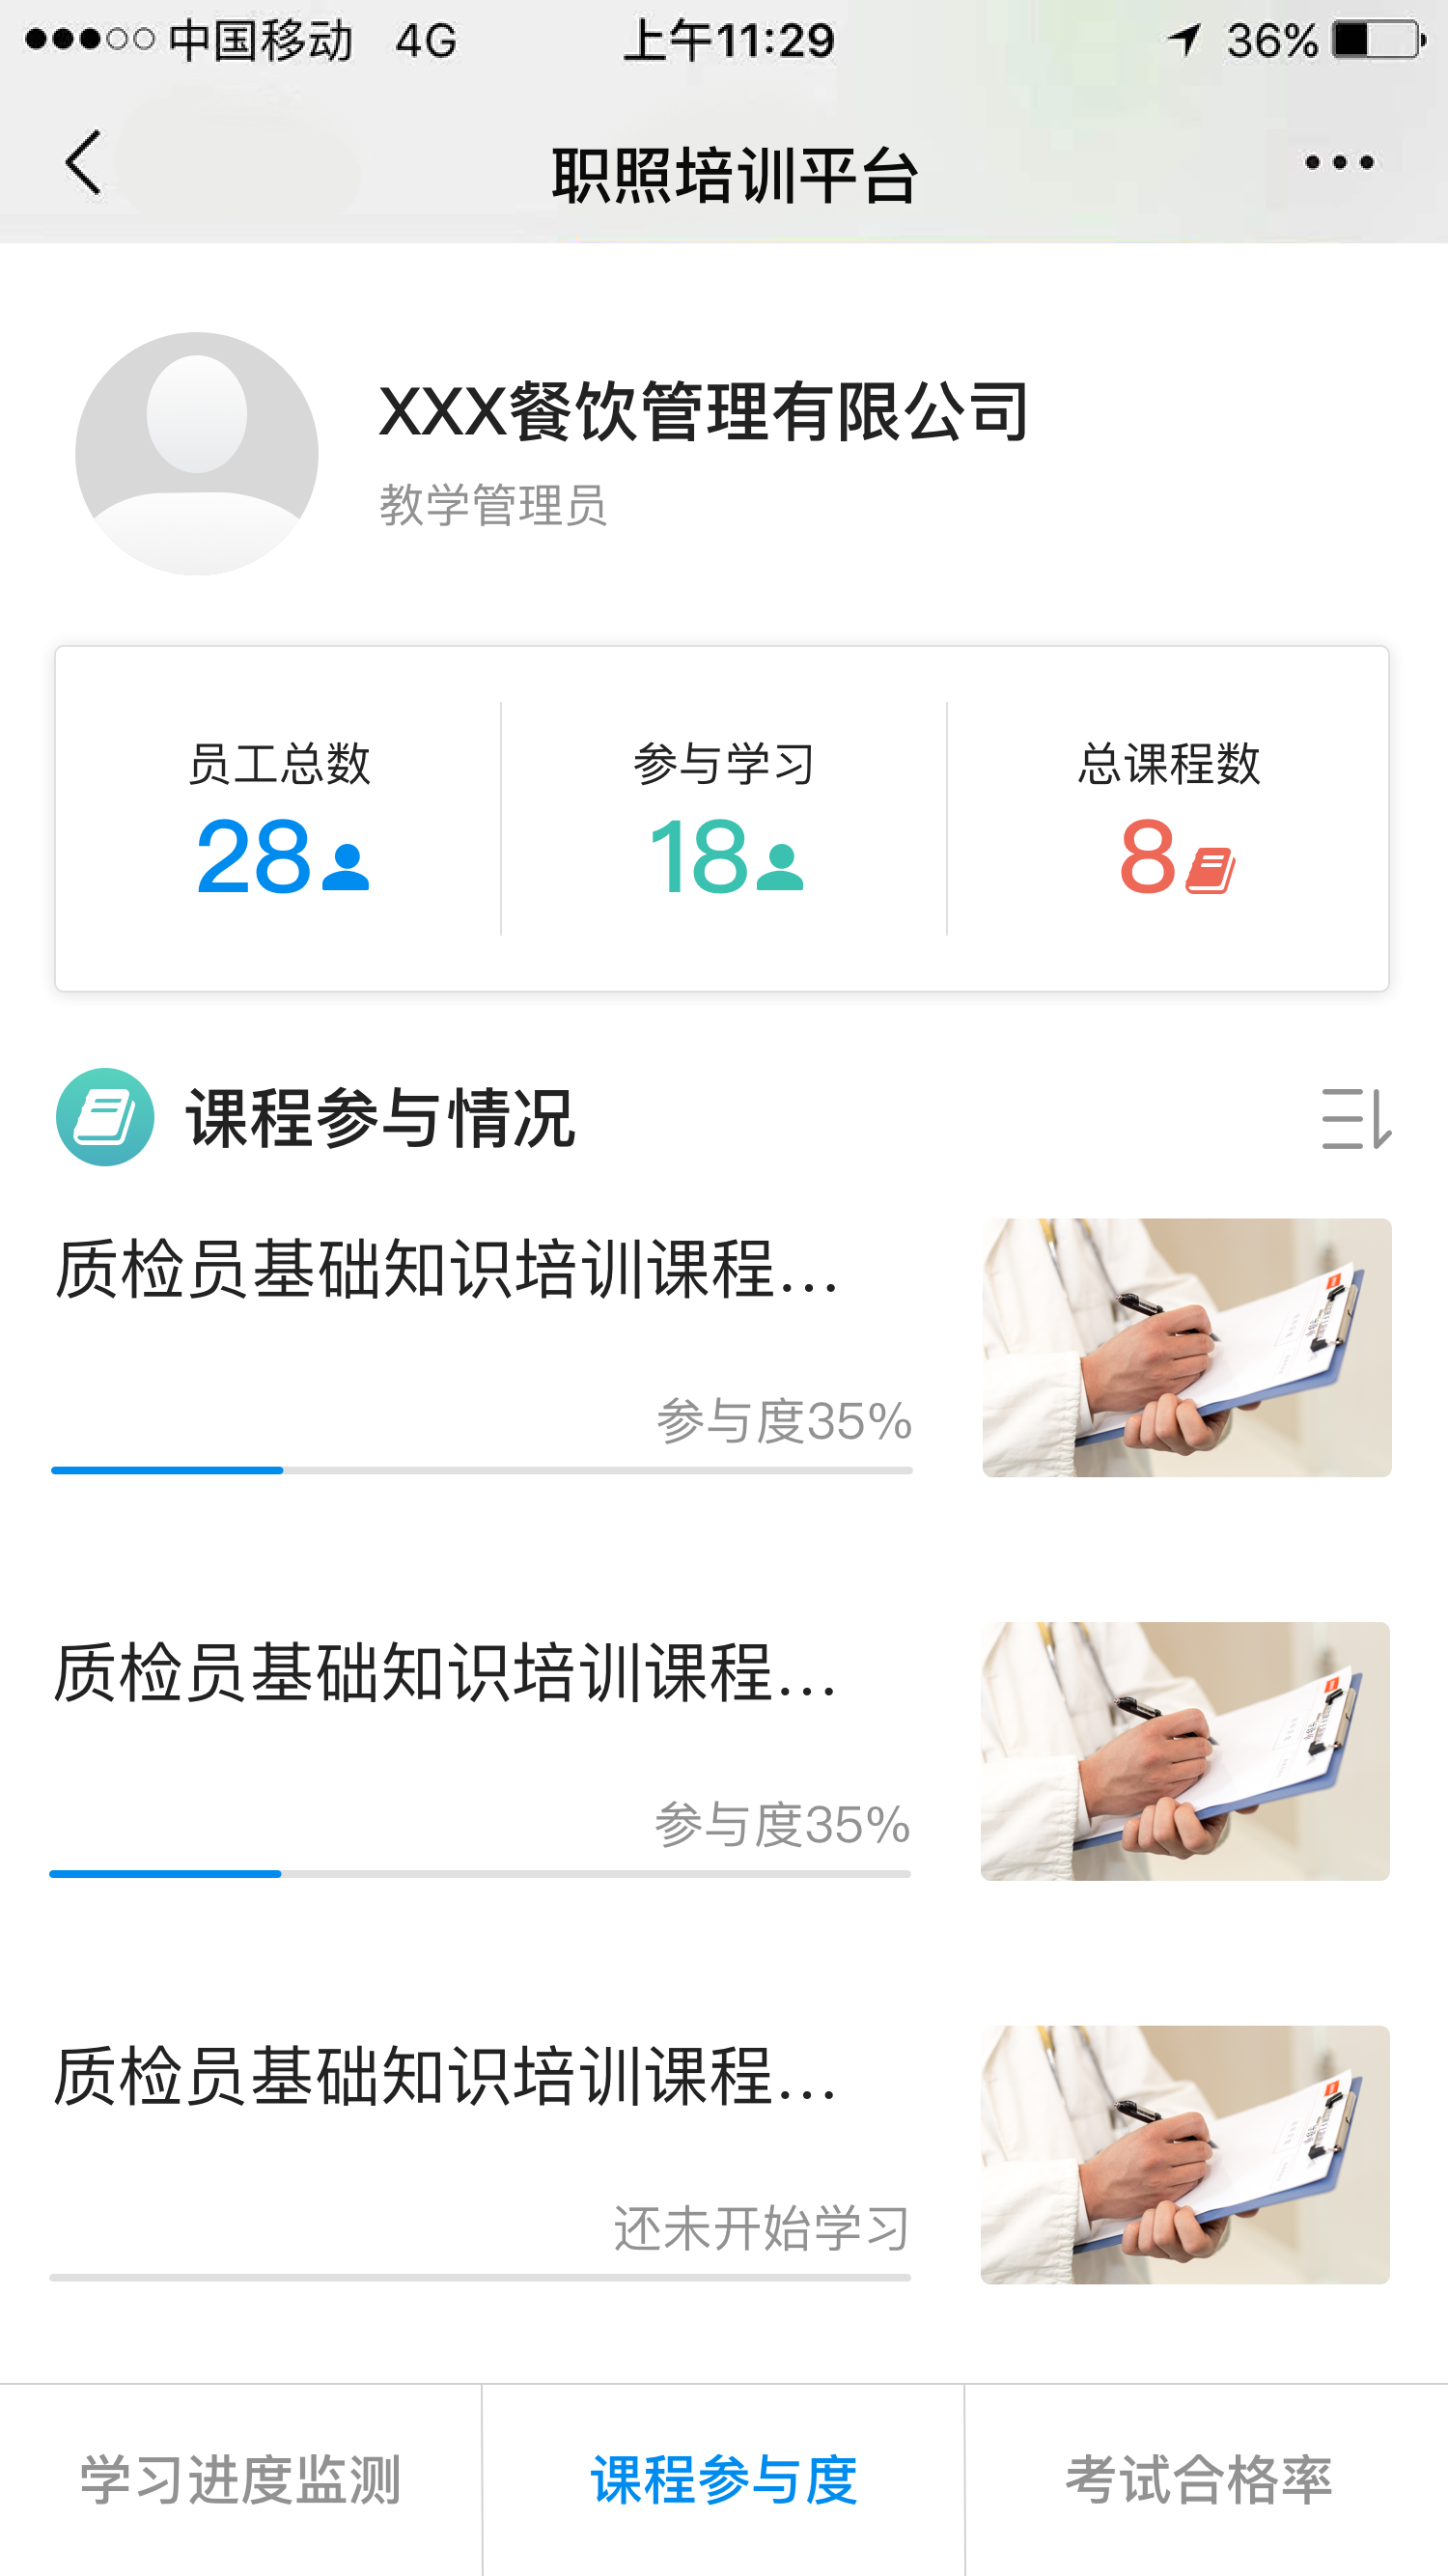 中国移动 4G 上午11:29 36%
职照培训平台
XXX餐饮管理有限公司
教学管理员
员工总数 参与学习 总课程数
28 18 8
课程参与情况
质检员基础知识培训课程...
参与度35%
质检员基础知识培训课程...
参与度35%
质检员基础知识培训课程...
还未开始学习
学习进度监测 课程参与度 考试合格率